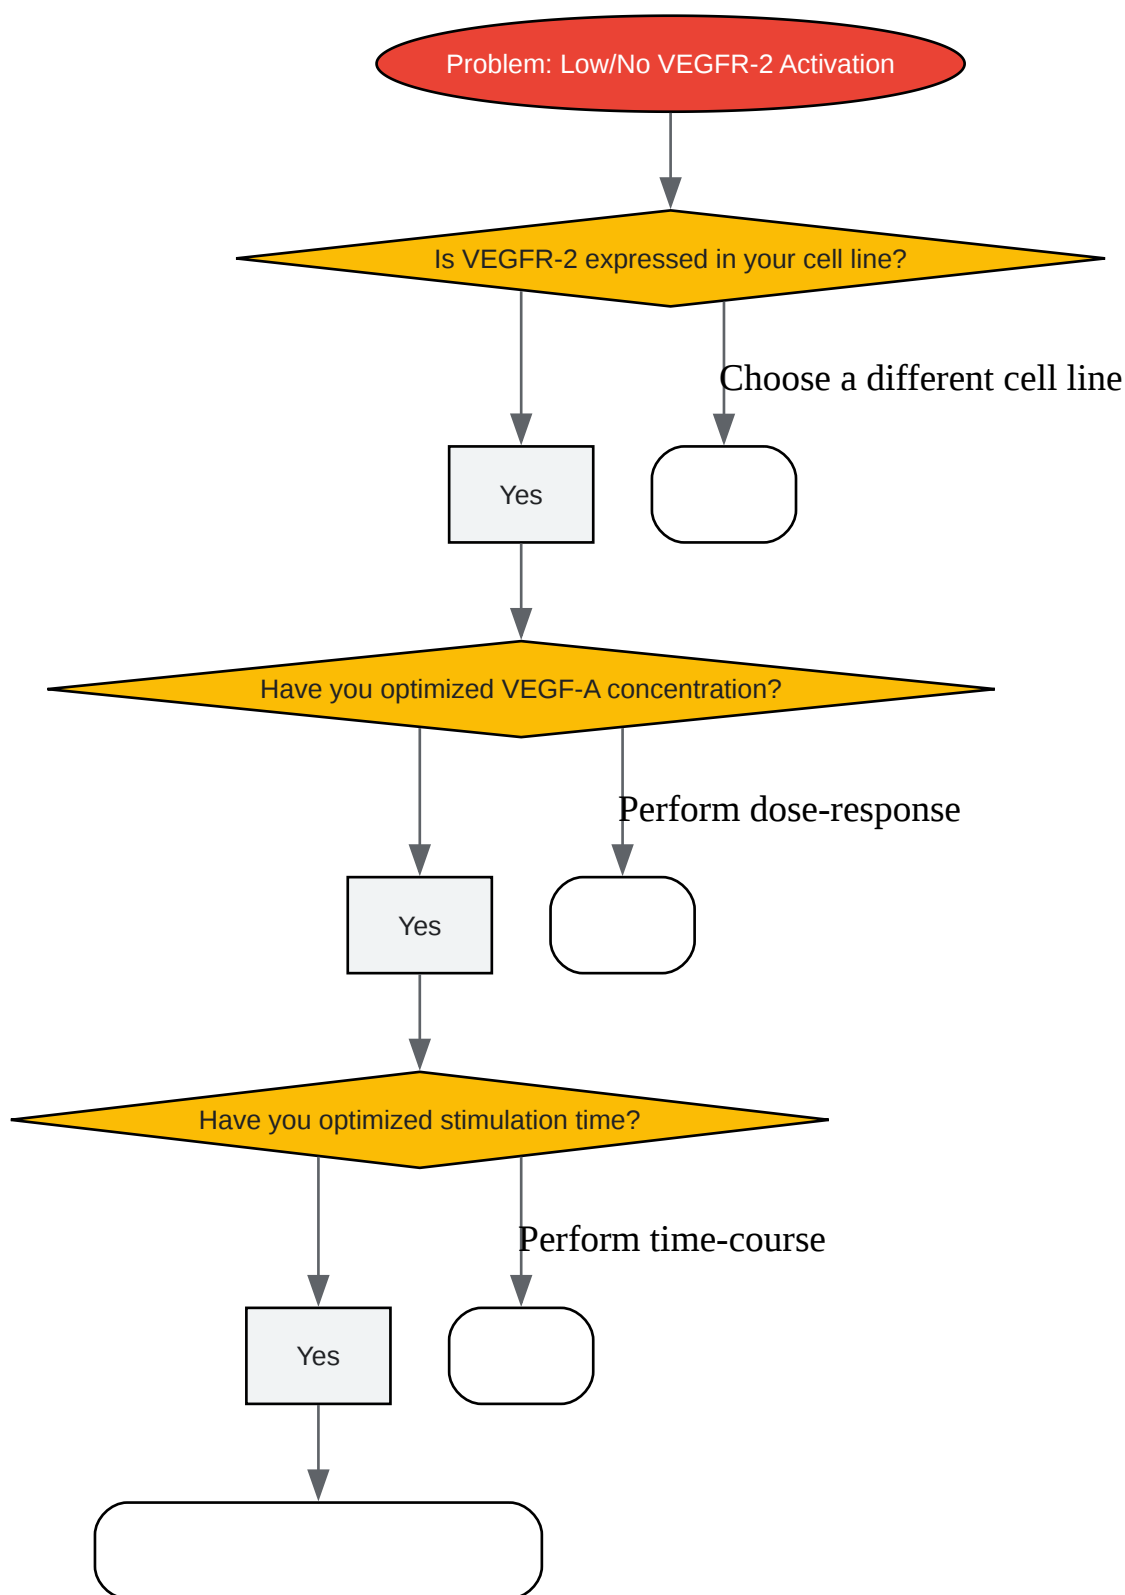 Problem: Low/No VEGFR-2 Activation
Is VEGFR-2 expressed in your cell line?
Choose a different cell line
Yes
Have you optimized VEGF-A concentration?
Perform dose-response
Yes
Have you optimized stimulation time?
Perform time-course
Yes